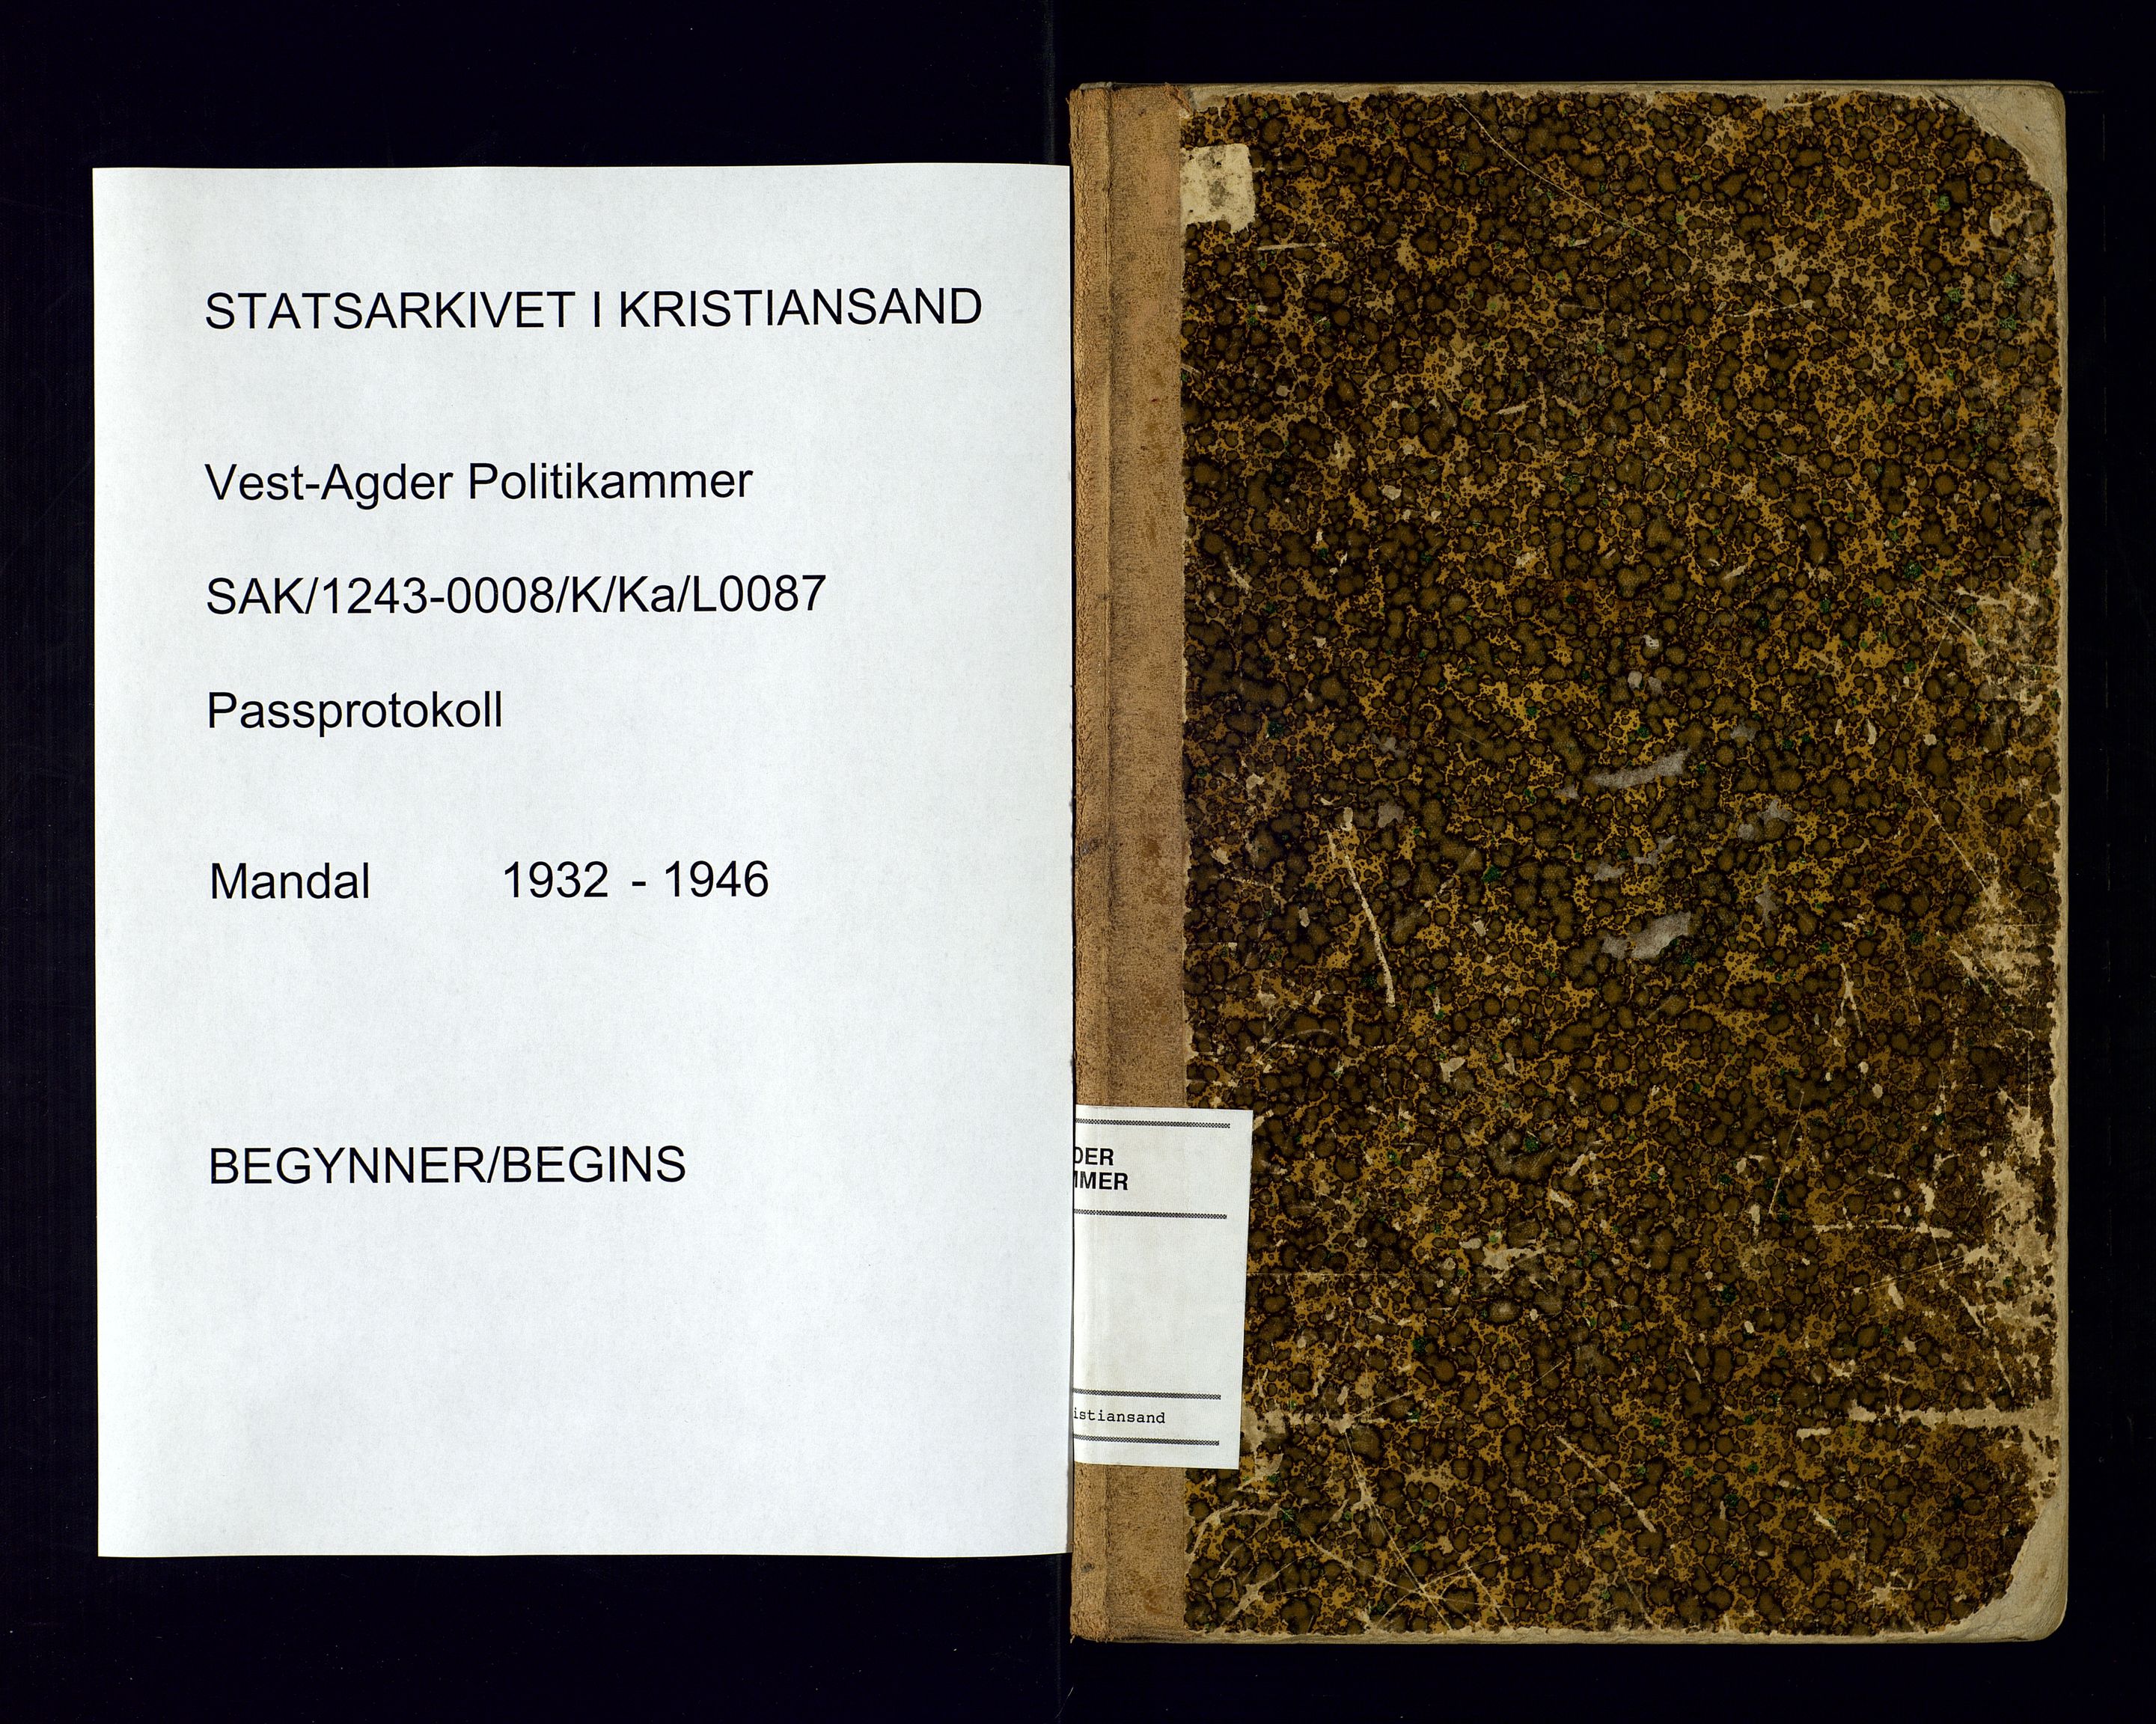 STATSARKIVET I KRISTIANSAND
Vest-Agder Politikammer
SAK/1243-0008/K/Ka/L0087
Passprotokoll
Mandal 1932 - 1946
BEGYNNER/BEGINS
DER
MMER
istiansand